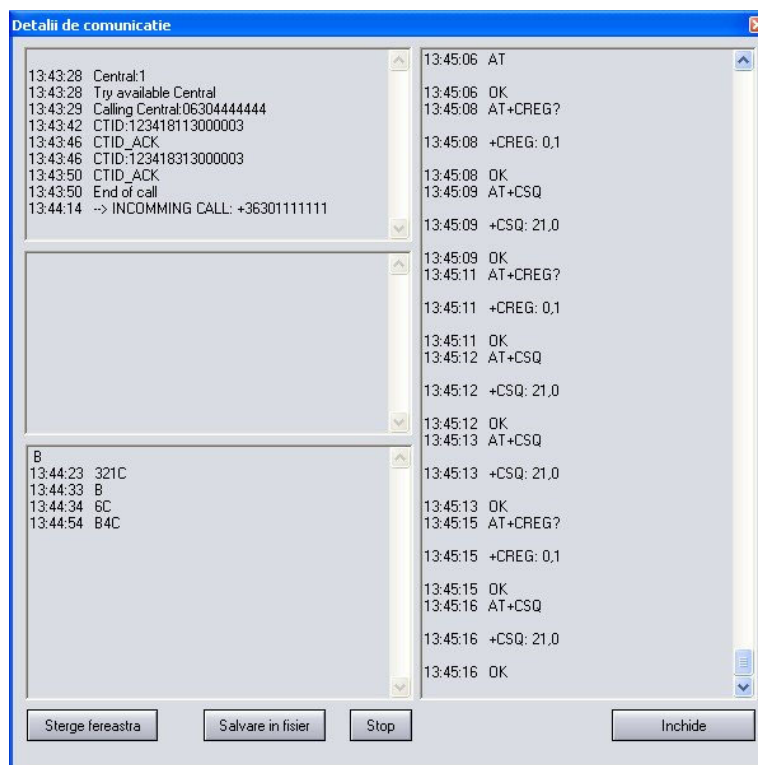 Detalii de comunicatie
13:43:28 Central:1
13:43:28 Try available Central
13:43:29 Calling Central:06304444444
13:43:42 CTID:123418113000003
13:43:46 CTID_ACK
13:43:46 CTID:123418313000003
13:43:50 CTID_ACK
13:43:50 End of call
13:44:14 --> INCOMMING CALL: +36301111111
B
13:44:23 321C
13:44:33 B
13:44:34 6C
13:44:54 B4C
13:45:06 AT
13:45:06 OK
13:45:08 AT+CREG?
13:45:08 +CREG: 0,1
13:45:08 OK
13:45:09 AT+CSQ
13:45:09 +CSQ: 21,0
13:45:09 OK
13:45:11 AT+CREG?
13:45:11 +CREG: 0,1
13:45:11 OK
13:45:12 AT+CSQ
13:45:12 +CSQ: 21,0
13:45:12 OK
13:45:13 AT+CSQ
13:45:13 +CSQ: 21,0
13:45:13 OK
13:45:15 AT+CREG?
13:45:15 +CREG: 0,1
13:45:15 OK
13:45:16 AT+CSQ
13:45:16 +CSQ: 21,0
13:45:16 OK
Sterge fereastra
Salvare in fisier
Stop
Inchide